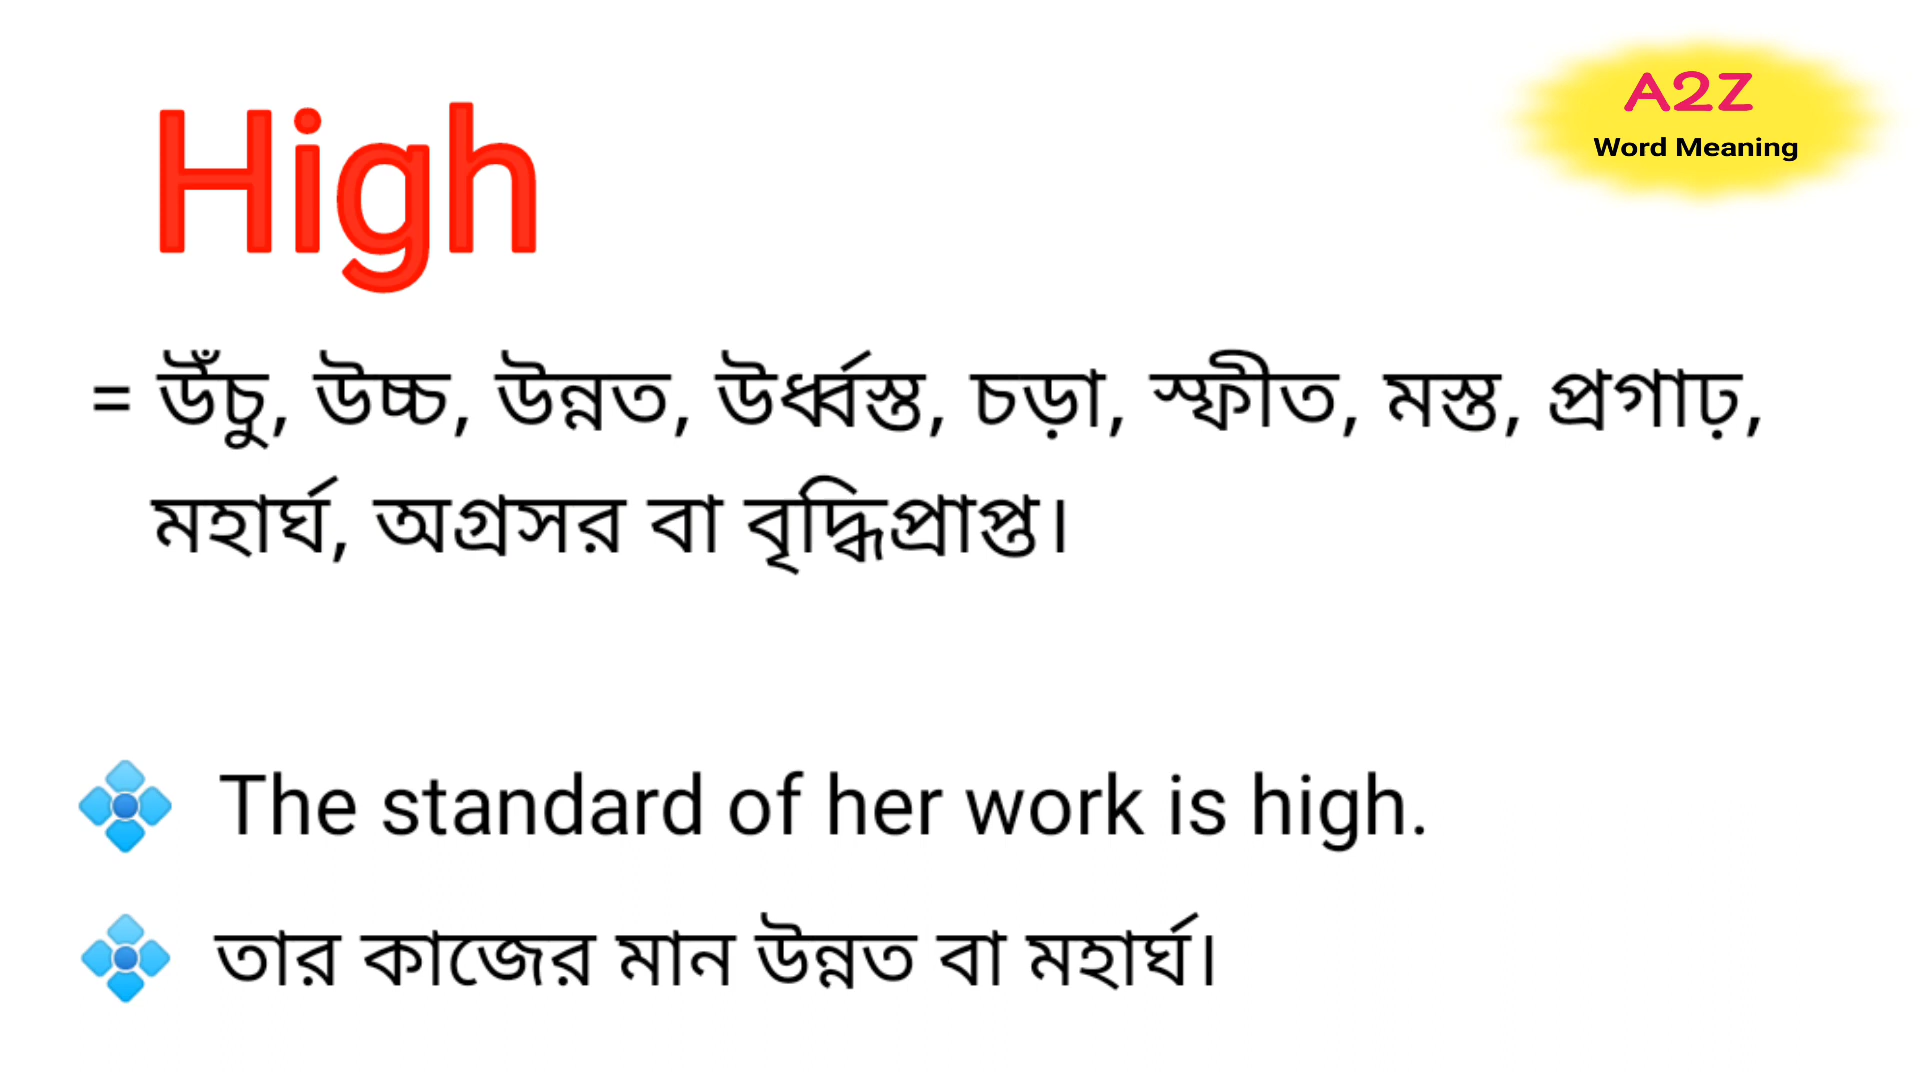 High
A2Z
Word Meaning
= উঁচু, উচ্চ, উন্নত, উর্ধ্বস্ত, চড়া, স্ফীত, মস্ত, প্রগাঢ়,
মহার্ঘ, অগ্রসর বা বৃদ্ধিপ্রাপ্ত।
The standard of her work is high.
তার কাজের মান উন্নত বা মহার্ঘ।